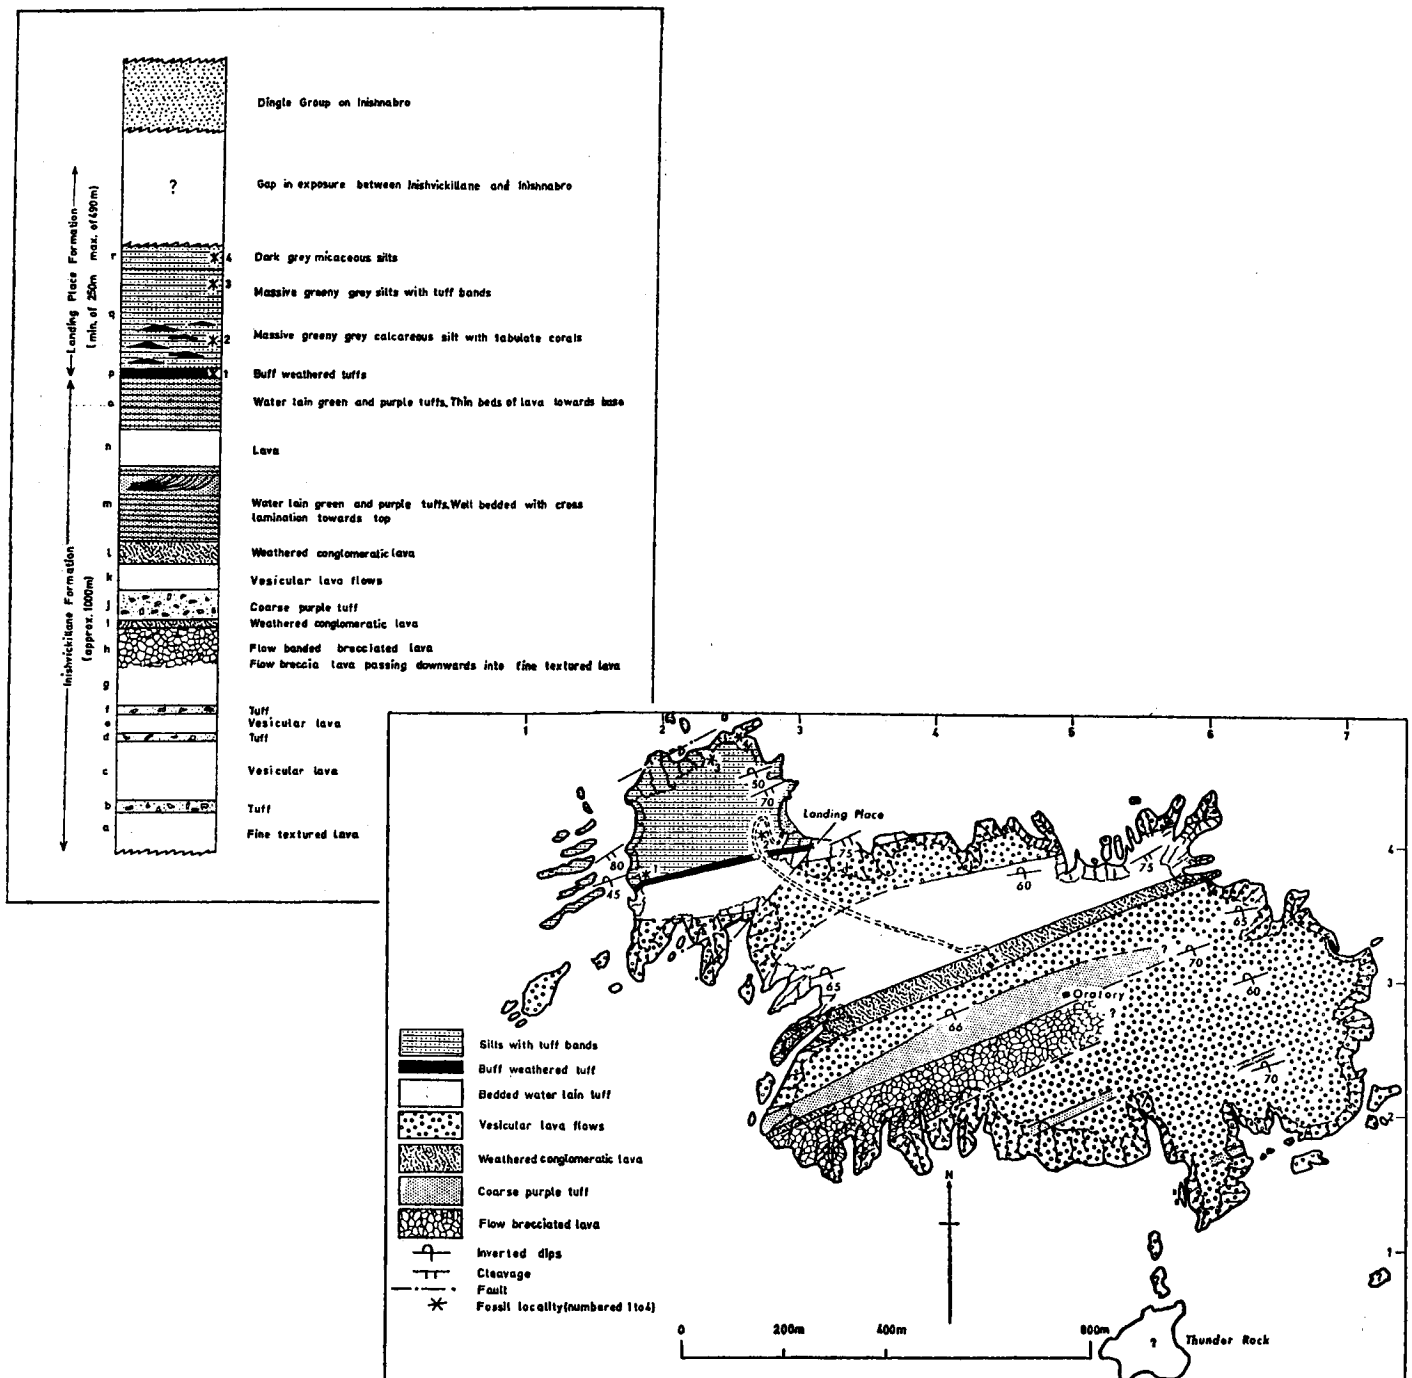 Dingle Group on Inishnabro
?
Gap in exposure between Inishvickillane and Inishnabro
Landing Place Formation
(min. of 250m max. of 490m)
r
4
Dark grey micaceous silts
3
Massive greeny grey silts with tuff bands
q
2
Massive greeny grey calcareous silt with tabulate corals
p
1
Buff weathered tuffs
o
Water lain green and purple tuffs. Thin beds of lava towards base
n
Lava
m
Water lain green and purple tuffs. Well bedded with cross
lamination towards top
Inishvickillane Formation
(approx. 1000m)
l
Weathered conglomeratic lava
k
Vesicular lava flows
j
Coarse purple tuff
i
Weathered conglomeratic lava
h
Flow banded brecciated lava
Flow breccia lava passing downwards into fine textured lava
g
f
Tuff
e
Vesicular lava
d
Tuff
c
Vesicular lava
b
Tuff
a
Fine textured lava
1 2 3 4 5 6 7
3
50
70
Landing Place
75
4
80
1
45
60
75
65
65
70
60
3
Oratory
?
?
66
70
2
Silts with tuff bands
Buff weathered tuff
Bedded water lain tuff
Vesicular lava flows
Weathered conglomeratic lava
Coarse purple tuff
Flow brecciated lava
Inverted dips
Cleavage
Fault
Fossil locality (numbered 1 to 4)
N
1
?
0 200m 400m 800m
?
Thunder Rock